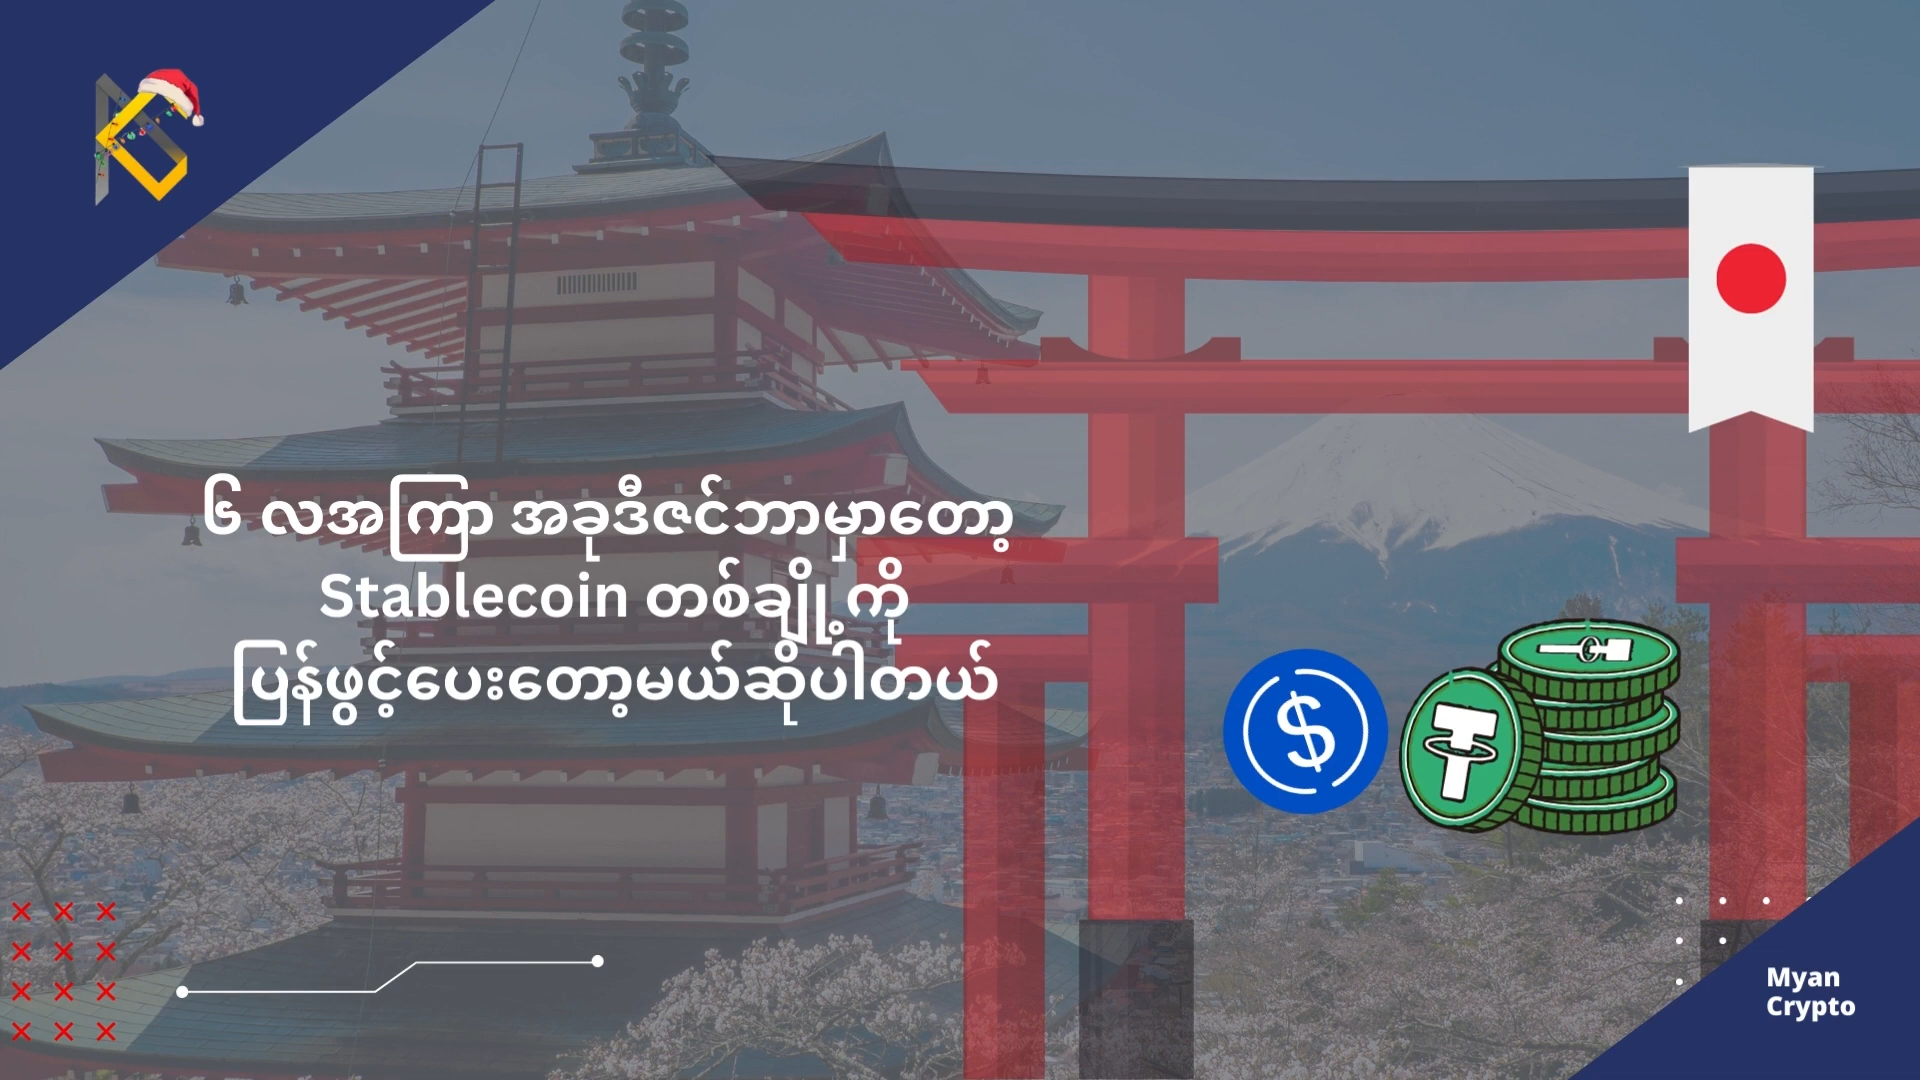 ၆ လအကြာ အခုဒီဇင်ဘာမှာတော့
Stablecoin တစ်ချို့ကို
ပြန်ဖွင့်ပေးတော့မယ်ဆိုပါတယ်
Myan
Crypto